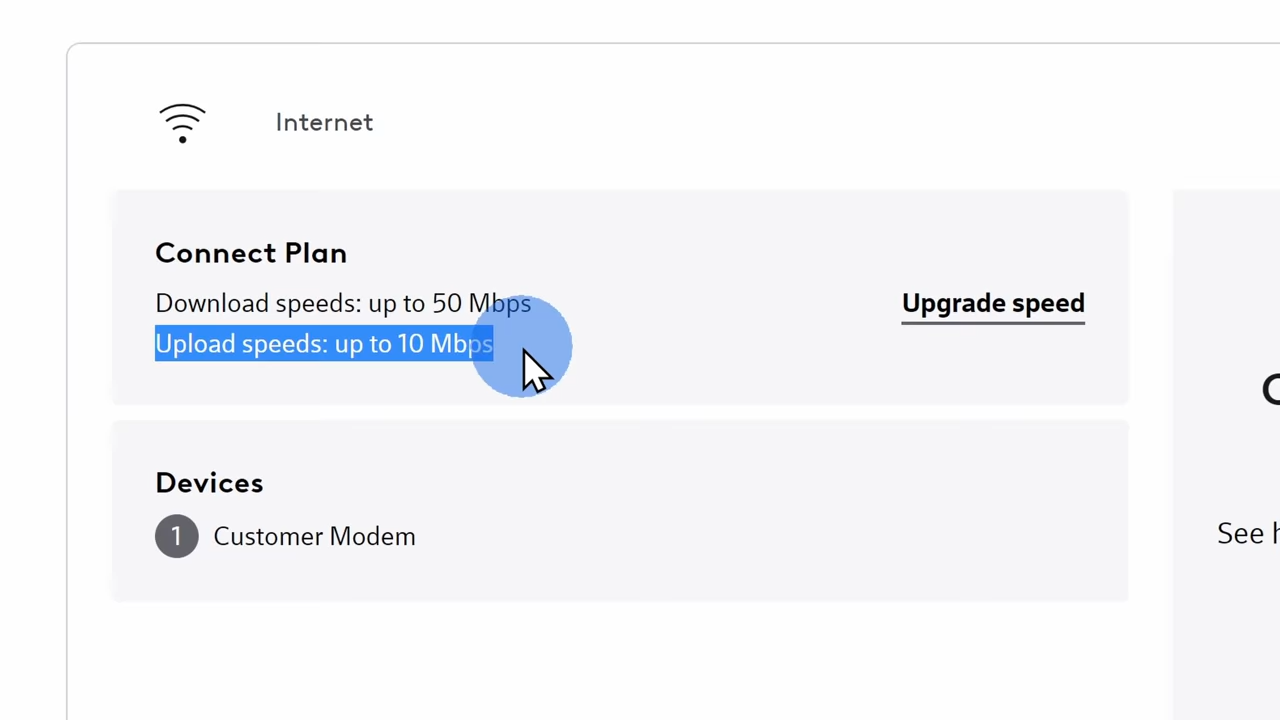 Internet
Connect Plan
Download speeds: up to 50 Mbps
Upload speeds: up to 10 Mbps
Upgrade speed
Devices
1 Customer Modem
See